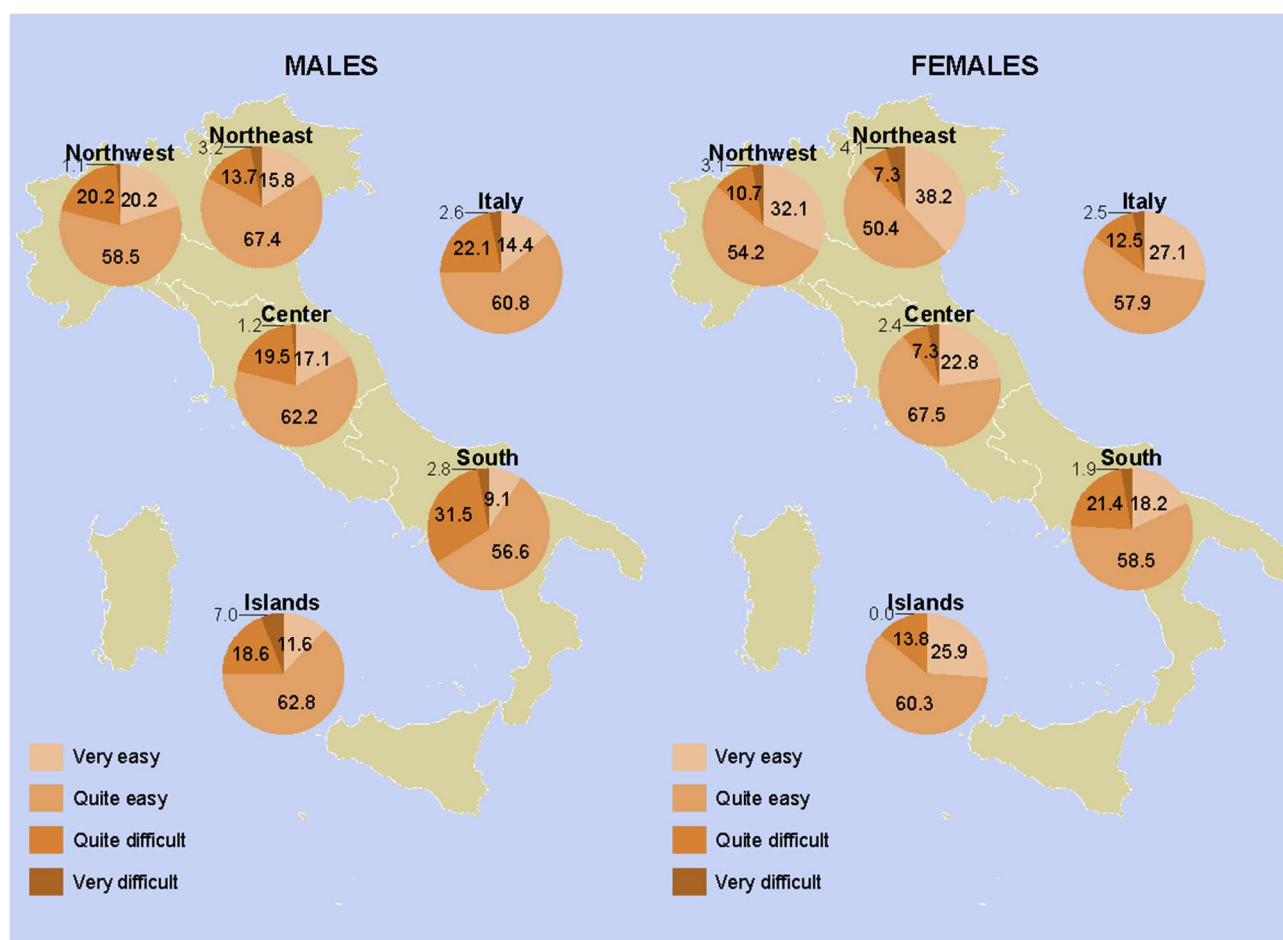 MALES
Northwest
1.1
20.2
20.2
58.5
Northeast
3.2
13.7
15.8
67.4
Italy
2.6
22.1
14.4
60.8
Center
1.2
19.5
17.1
62.2
South
2.8
9.1
31.5
56.6
Islands
7.0
11.6
18.6
62.8
Very easy
Quite easy
Quite difficult
Very difficult
FEMALES
Northwest
3.1
10.7
32.1
54.2
Northeast
4.1
7.3
38.2
50.4
Italy
2.5
12.5
27.1
57.9
Center
2.4
7.3
22.8
67.5
South
1.9
21.4
18.2
58.5
Islands
0.0
13.8
25.9
60.3
Very easy
Quite easy
Quite difficult
Very difficult